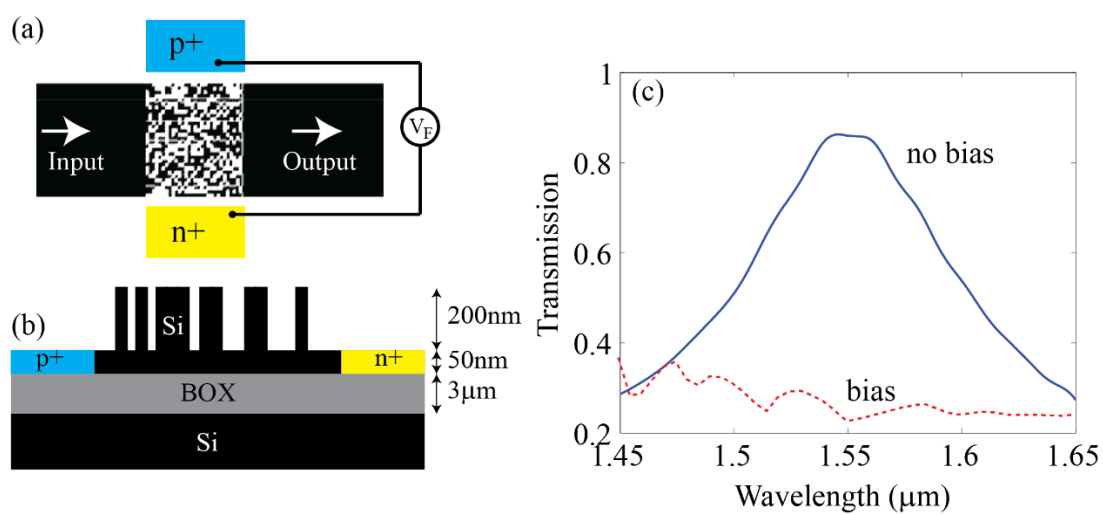 (a)
p+
Input
Output
V_F
n+
(b)
Si
200nm
p+
n+
50nm
BOX
3μm
Si
(c)
no bias
bias
Transmission
1
0.8
0.6
0.4
0.2
1.45
1.5
1.55
1.6
1.65
Wavelength (μm)